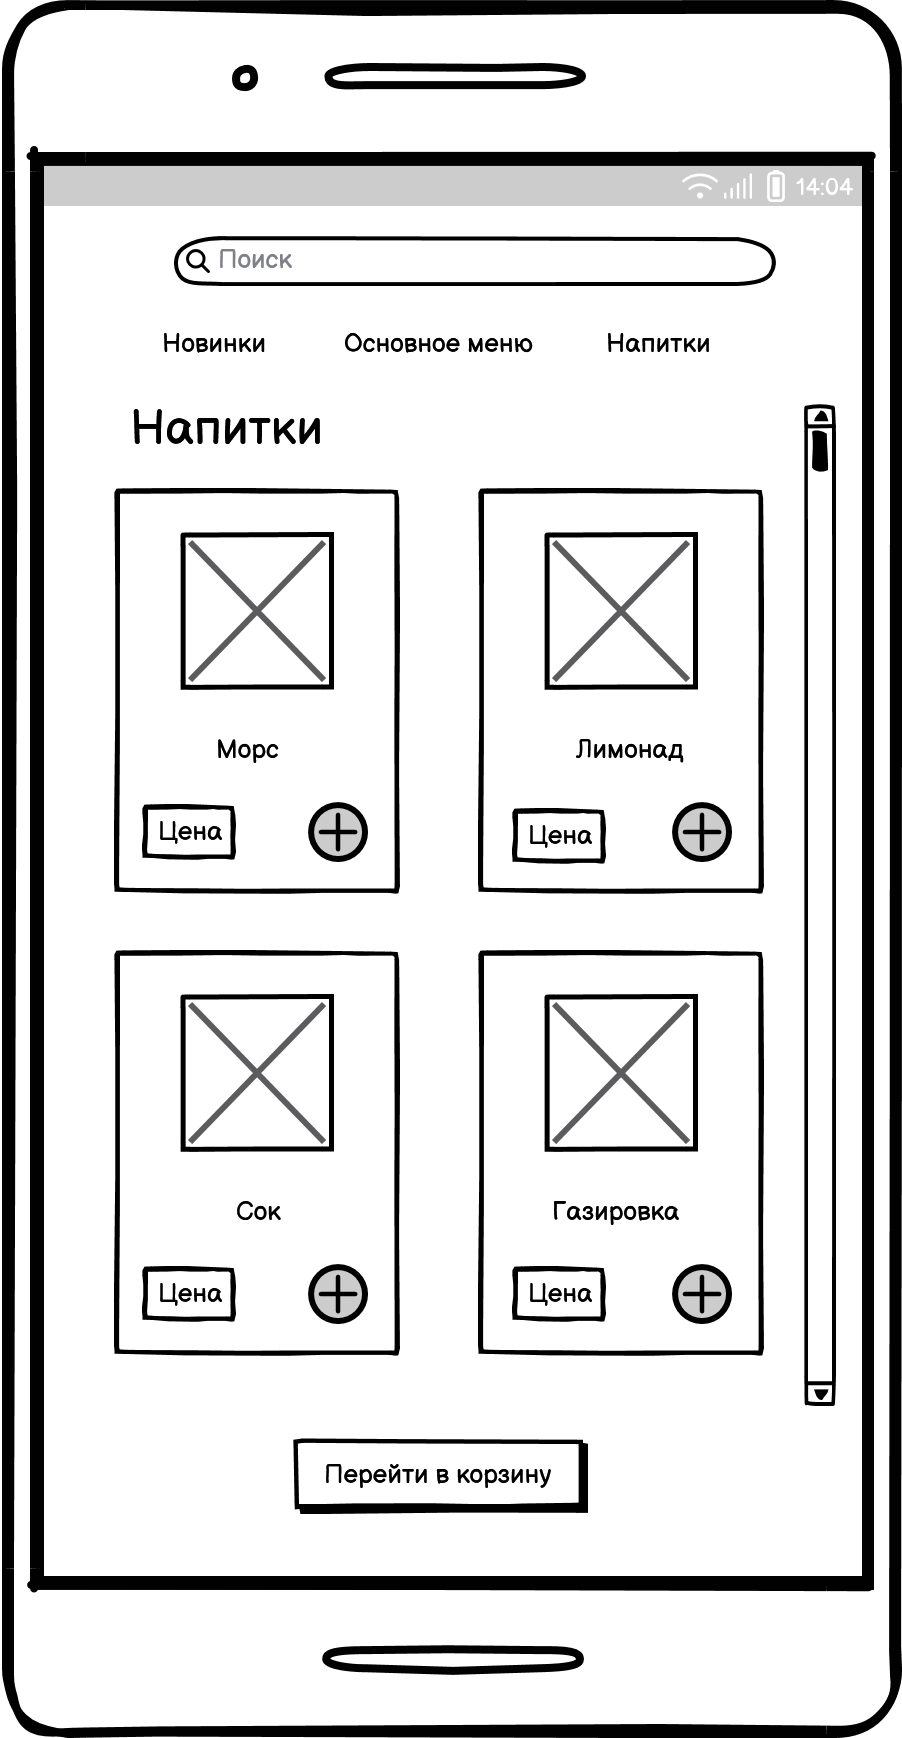 14:04
Поиск
Новинки Основное меню Напитки
Напитки
Морс Лимонад
Цена Цена
Сок Газировка
Цена Цена
Перейти в корзину